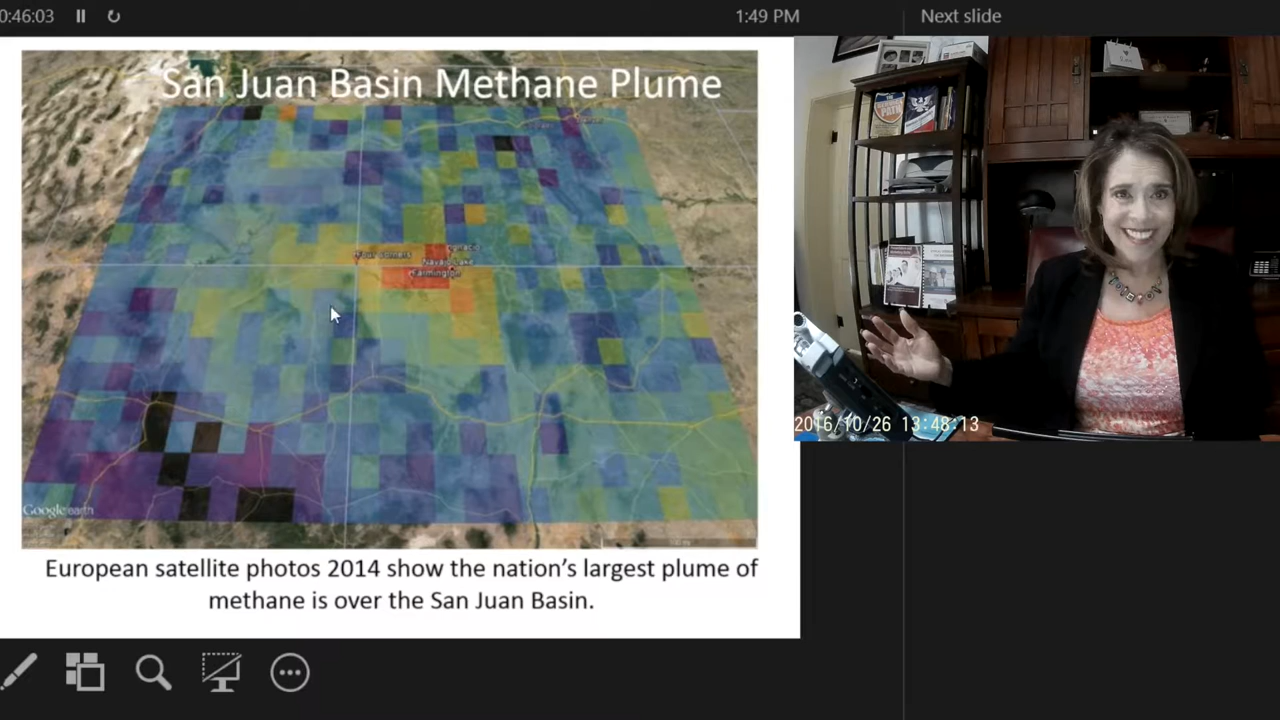 0:46:03
1:49 PM
Next slide
San Juan Basin Methane Plume
Four corners
Navajo Lake
Farmington
Google earth
European satellite photos 2014 show the nation's largest plume of
methane is over the San Juan Basin.
2016/10/26 13:48:13